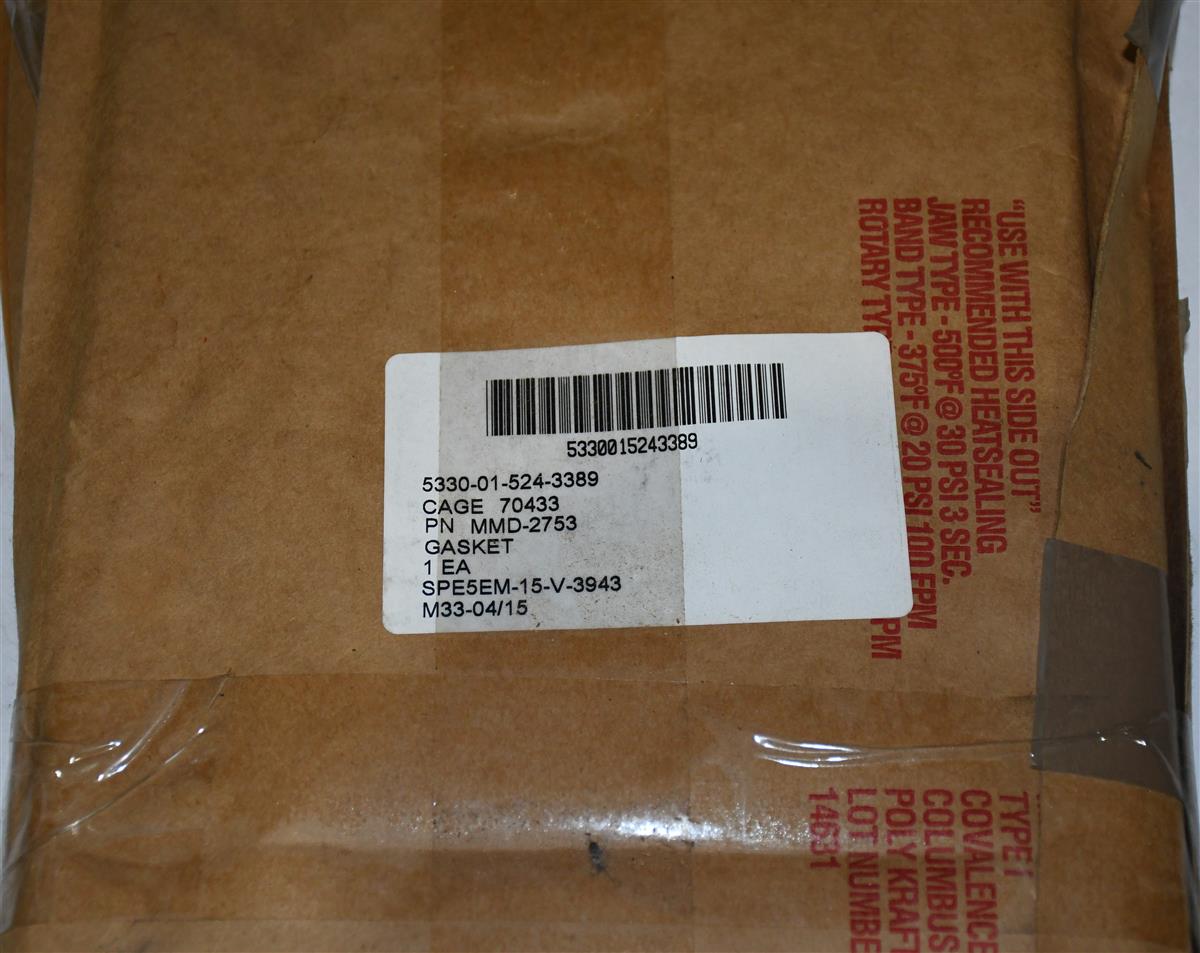 5330015243389
5330-01-524-3389
CAGE 70433
PN MMD-2753
GASKET
1 EA
SPE5EM-15-V-3943
M33-04/15
"USE WITH THIS SIDE OUT"
RECOMMENDED HEATSEALING
JAW TYPE - 500°F @ 30 PSI 3 SEC.
BAND TYPE - 375°F @ 20 PSI 100 FPM
ROTARY TY PM
TYPE 1
COVALENCE
COLUMBUS
POLY KRAFT
LOT NUMBE
14631